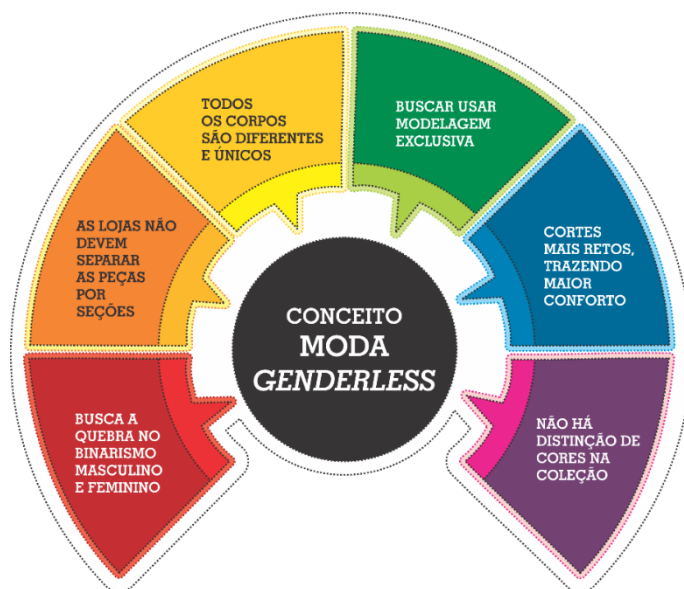 TODOS
OS CORPOS
SÃO DIFERENTES
E ÚNICOS
BUSCAR USAR
MODELAGEM
EXCLUSIVA
AS LOJAS NÃO
DEVEM
SEPARAR
AS PEÇAS
POR
SEÇÕES
CORTES
MAIS RETOS,
TRAZENDO
MAIOR
CONFORTO
CONCEITO
MODA
GENDERLESS
BUSCA A
QUEBRA NO
BINARISMO
MASCULINO
E FEMININO
NÃO HÁ
DISTINÇÃO DE
CORES NA
COLEÇÃO